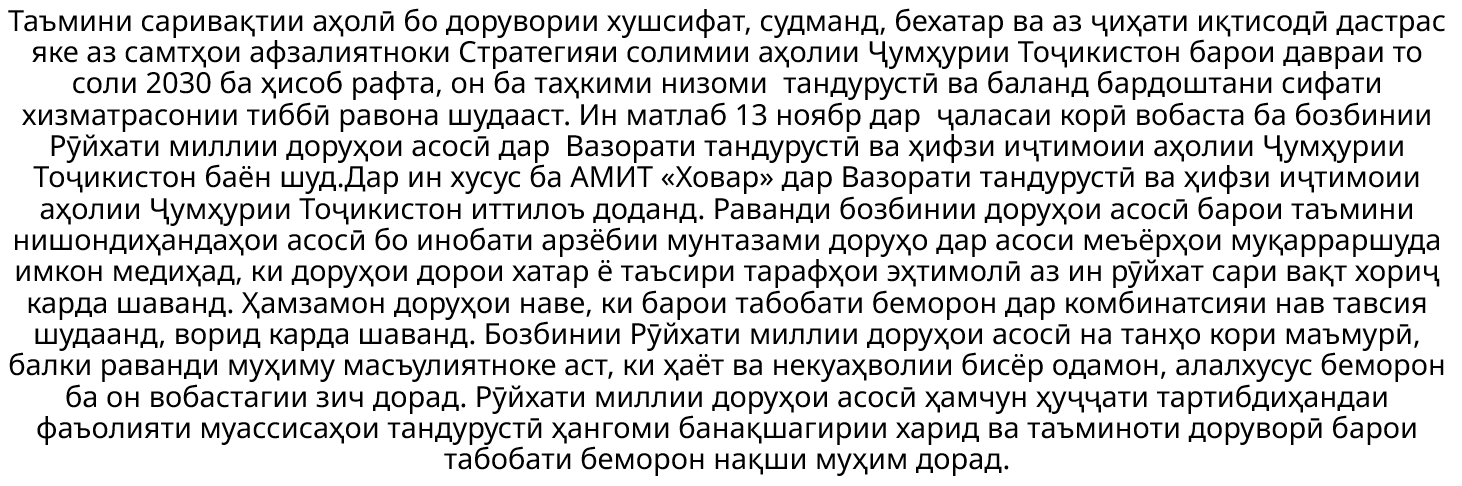 Таъмини саривақтии аҳолӣ бо дорувории хушсифат, судманд, бехатар ва аз ҷиҳати иқтисодӣ дастрас
яке аз самтҳои афзалиятноки Стратегияи солимии аҳолии Ҷумҳурии Тоҷикистон барои давраи то
соли 2030 ба ҳисоб рафта, он ба таҳкими низоми  тандурустӣ ва баланд бардоштани сифати
хизматрасонии тиббӣ равона шудааст. Ин матлаб 13 ноябр дар  ҷаласаи корӣ вобаста ба бозбинии
Рӯйхати миллии доруҳои асосӣ дар  Вазорати тандурустӣ ва ҳифзи иҷтимоии аҳолии Ҷумҳурии
Тоҷикистон баён шуд.Дар ин хусус ба АМИТ «Ховар» дар Вазорати тандурустӣ ва ҳифзи иҷтимоии
аҳолии Ҷумҳурии Тоҷикистон иттилоъ доданд. Раванди бозбинии доруҳои асосӣ барои таъмини
нишондиҳандаҳои асосӣ бо инобати арзёбии мунтазами доруҳо дар асоси меъёрҳои муқарраршуда
имкон медиҳад, ки доруҳои дорои хатар ё таъсири тарафҳои эҳтимолӣ аз ин рӯйхат сари вақт хориҷ
карда шаванд. Ҳамзамон доруҳои наве, ки барои табобати беморон дар комбинатсияи нав тавсия
шудаанд, ворид карда шаванд. Бозбинии Рӯйхати миллии доруҳои асосӣ на танҳо кори маъмурӣ,
балки раванди муҳиму масъулиятноке аст, ки ҳаёт ва некуаҳволии бисёр одамон, алалхусус беморон
ба он вобастагии зич дорад. Рӯйхати миллии доруҳои асосӣ ҳамчун ҳуҷҷати тартибдиҳандаи
фаъолияти муассисаҳои тандурустӣ ҳангоми банақшагирии харид ва таъминоти доруворӣ барои
табобати беморон нақши муҳим дорад.